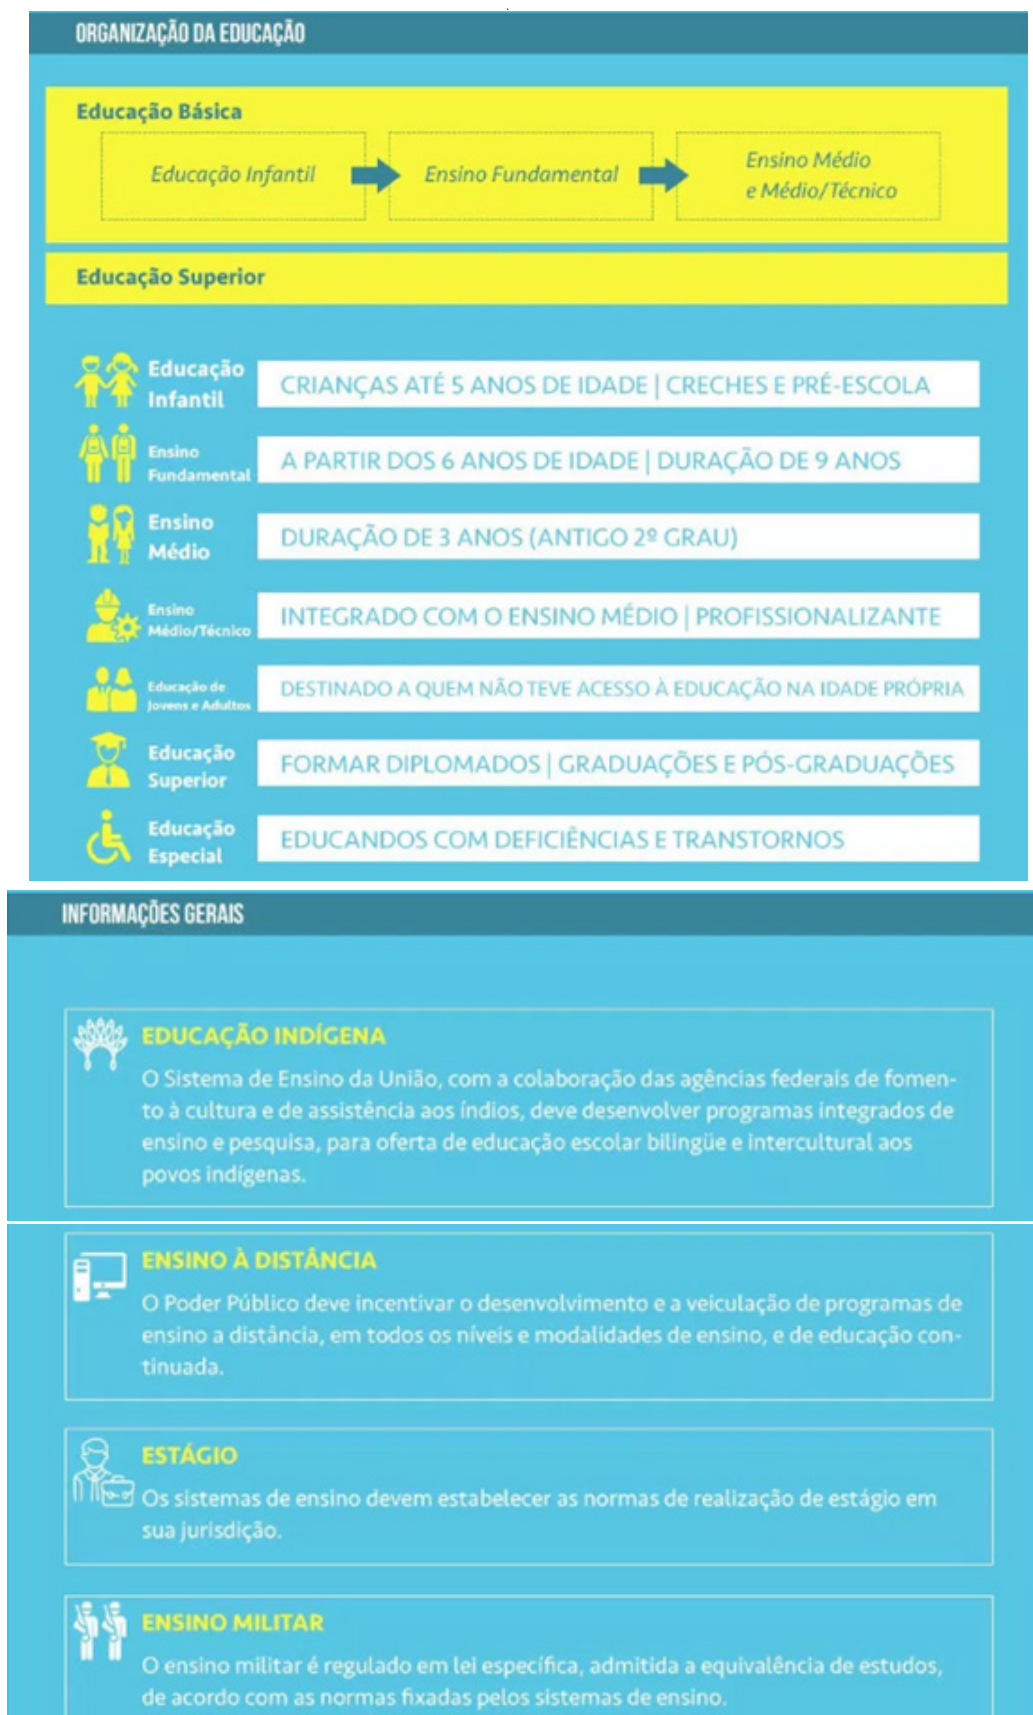 ORGANIZAÇÃO DA EDUCAÇÃO
Educação Básica
Educação Infantil
Ensino Fundamental
Ensino Médio
e Médio/Técnico
Educação Superior
Educação
Infantil
CRIANÇAS ATÉ 5 ANOS DE IDADE | CRECHES E PRÉ-ESCOLA
Ensino
Fundamental
A PARTIR DOS 6 ANOS DE IDADE | DURAÇÃO DE 9 ANOS
Ensino
Médio
DURAÇÃO DE 3 ANOS (ANTIGO 2º GRAU)
Ensino
Médio/Técnico
INTEGRADO COM O ENSINO MÉDIO | PROFISSIONALIZANTE
Educação de
Jovens e Adultos
DESTINADO A QUEM NÃO TEVE ACESSO À EDUCAÇÃO NA IDADE PRÓPRIA
Educação
Superior
FORMAR DIPLOMADOS | GRADUAÇÕES E PÓS-GRADUAÇÕES
Educação
Especial
EDUCANDOS COM DEFICIÊNCIAS E TRANSTORNOS
INFORMAÇÕES GERAIS
EDUCAÇÃO INDÍGENA
O Sistema de Ensino da União, com a colaboração das agências federais de fomen-
to à cultura e de assistência aos índios, deve desenvolver programas integrados de
ensino e pesquisa, para oferta de educação escolar bilingüe e intercultural aos
povos indígenas.
ENSINO À DISTÂNCIA
O Poder Público deve incentivar o desenvolvimento e a veiculação de programas de
ensino a distância, em todos os níveis e modalidades de ensino, e de educação con-
tinuada.
ESTÁGIO
Os sistemas de ensino devem estabelecer as normas de realização de estágio em
sua jurisdição.
ENSINO MILITAR
O ensino militar é regulado em lei específica, admitida a equivalência de estudos,
de acordo com as normas fixadas pelos sistemas de ensino.